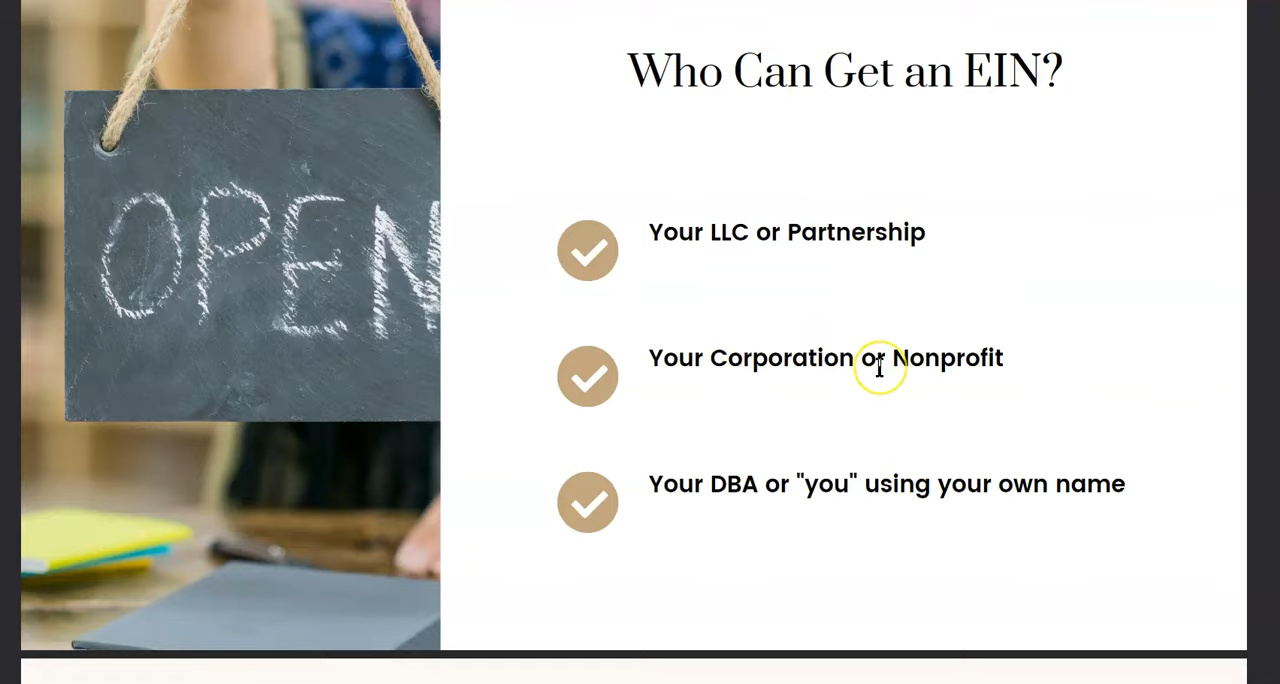 Who Can Get an EIN?
OPEN
Your LLC or Partnership
Your Corporation or Nonprofit
Your DBA or "you" using your own name